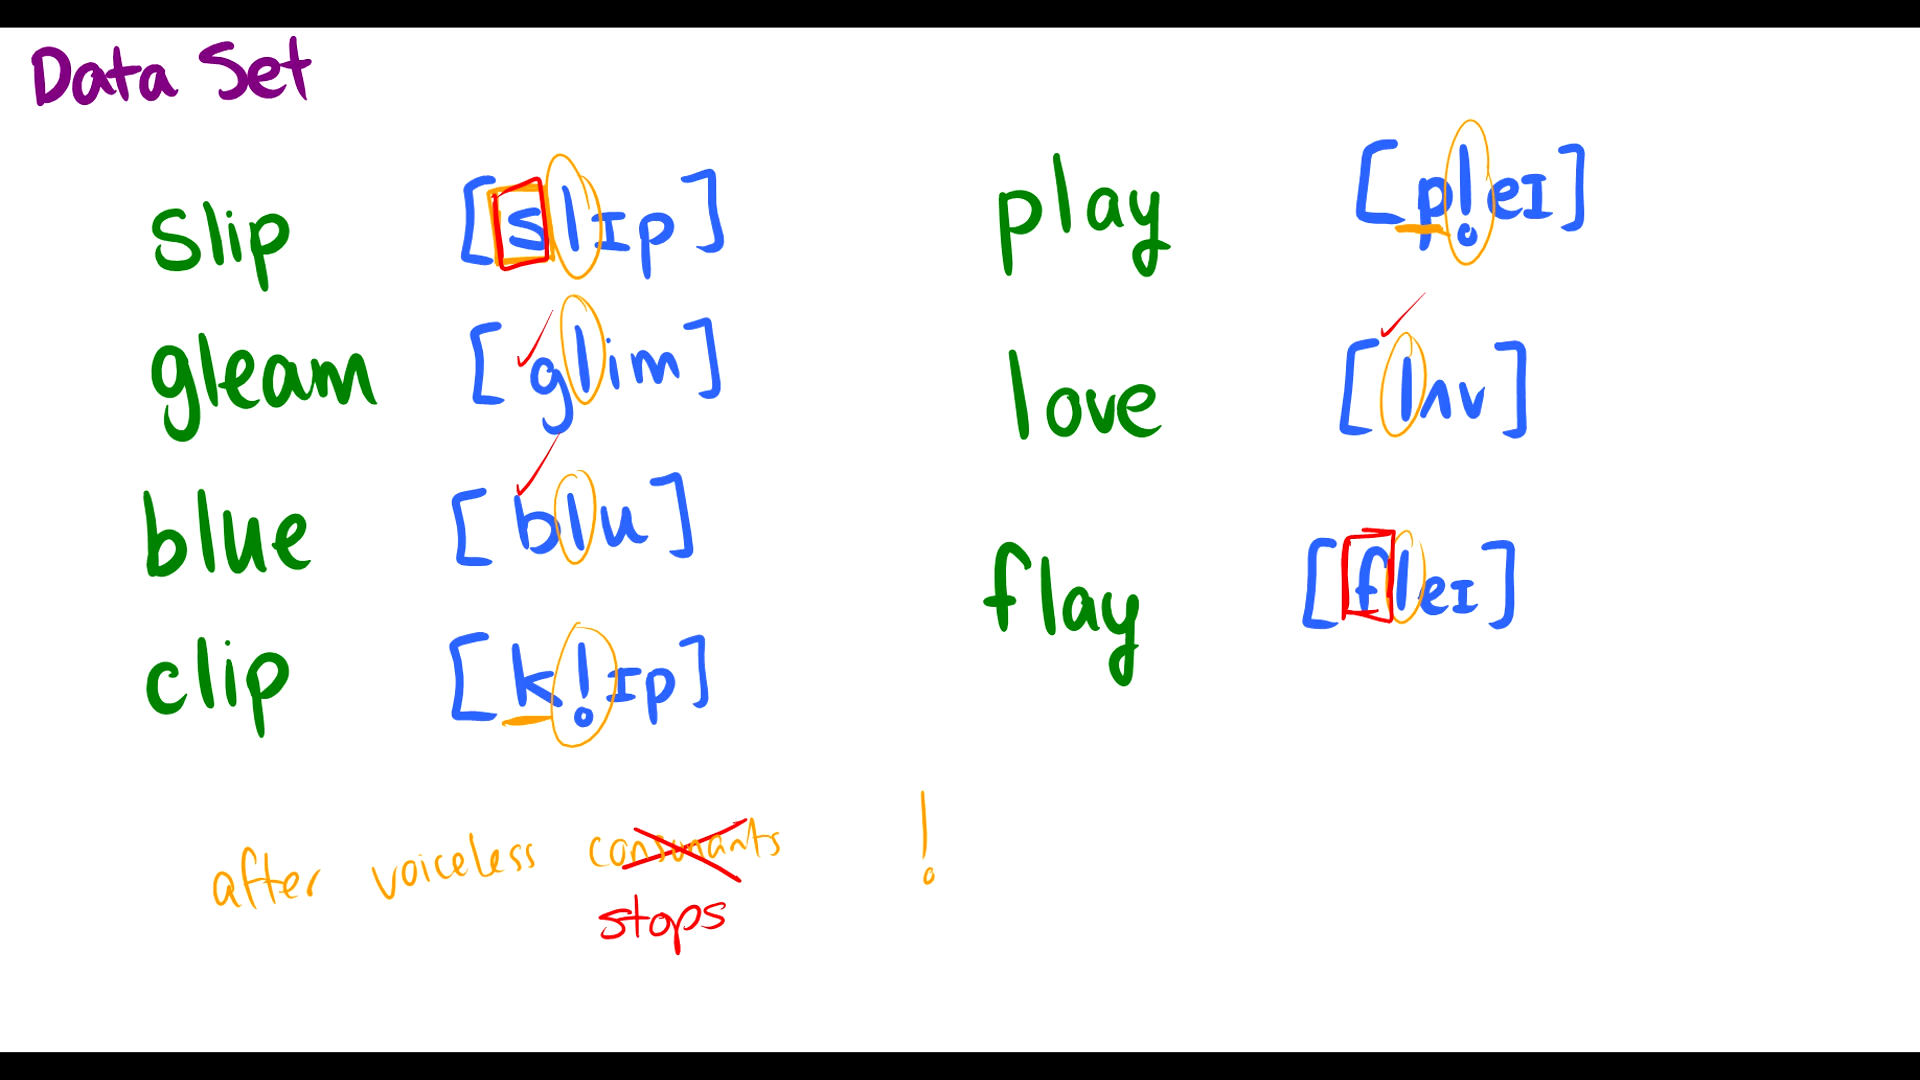 Data Set
slip [slɪp]
gleam [glim]
blue [blu]
clip [kl̥ɪp]
play [pl̥eɪ]
love [lʌv]
flay [fleɪ]
after voiceless consonants l̥
stops